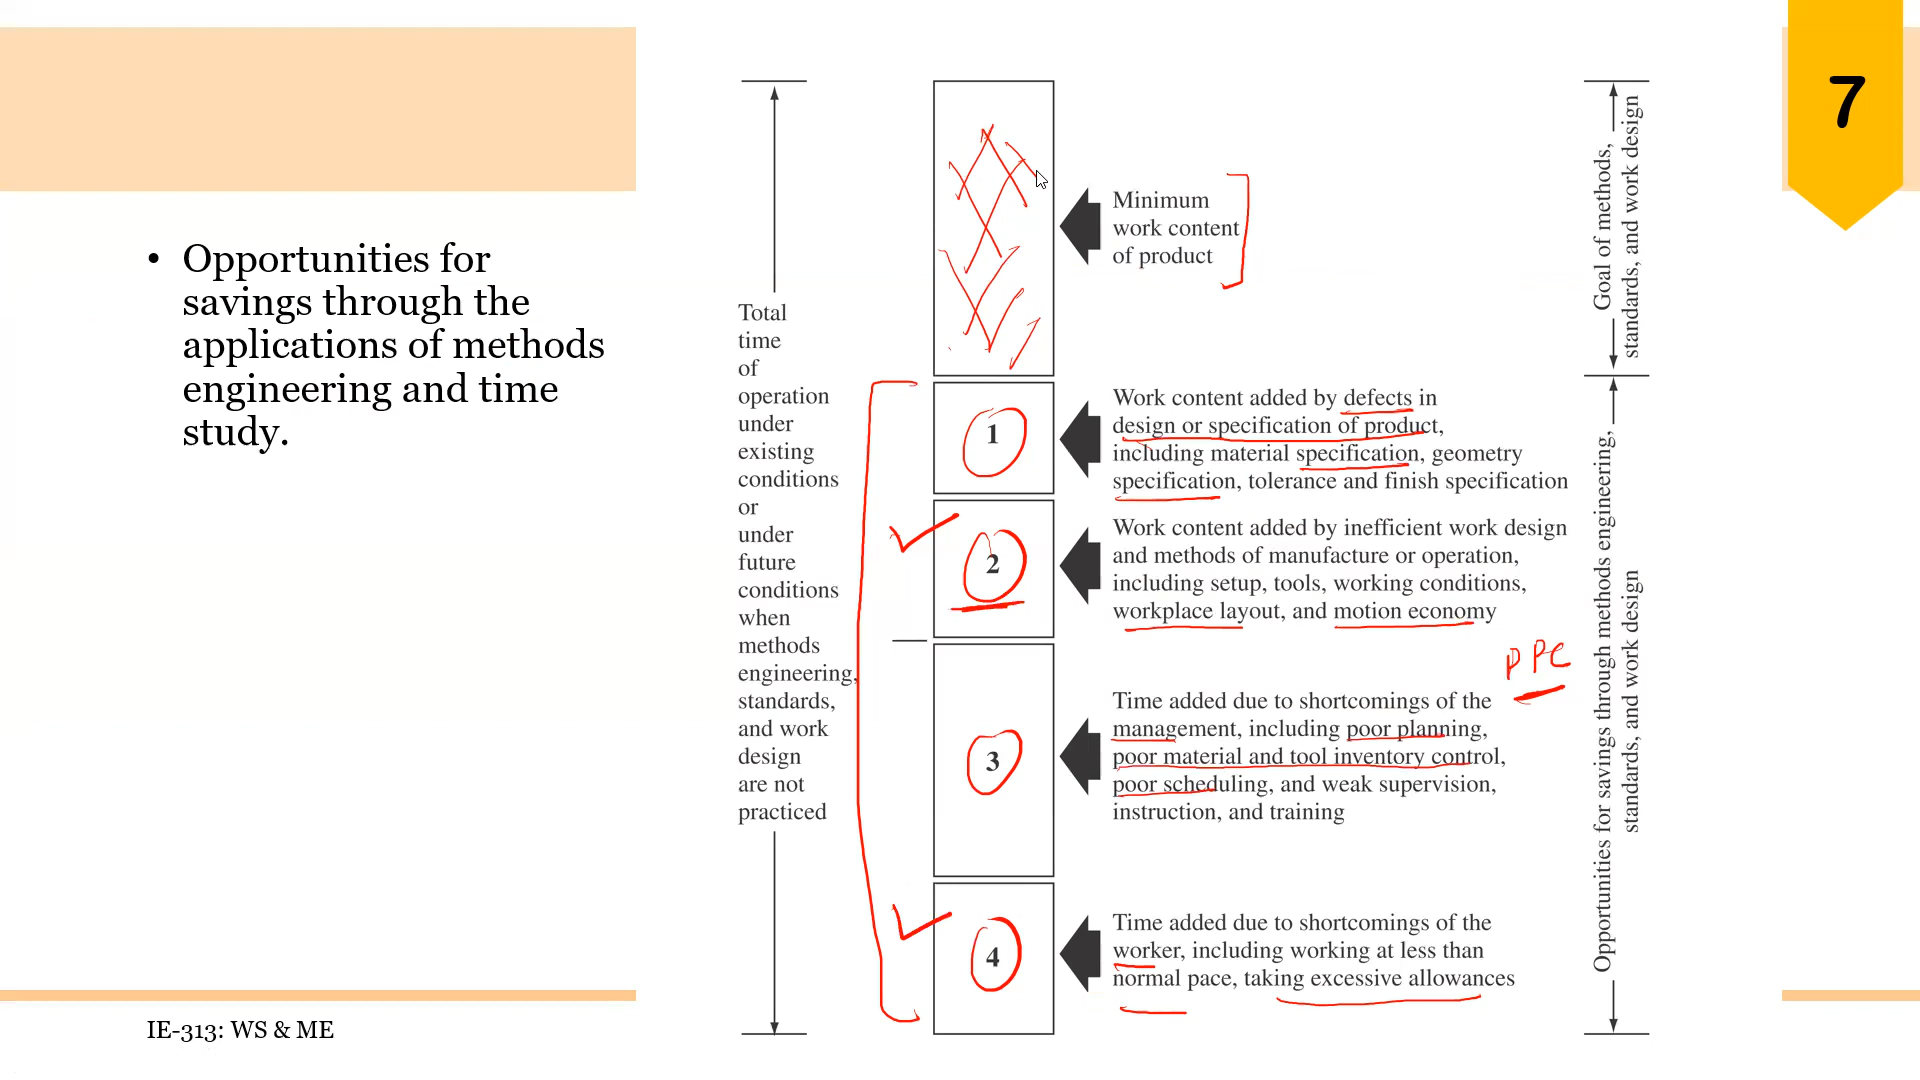 7
• Opportunities for
savings through the
applications of methods
engineering and time
study.
Total
time
of
operation
under
existing
conditions
or
under
future
conditions
when
methods
engineering,
standards,
and work
design
are not
practiced
Minimum
work content
of product
1
Work content added by defects in
design or specification of product,
including material specification, geometry
specification, tolerance and finish specification
2
Work content added by inefficient work design
and methods of manufacture or operation,
including setup, tools, working conditions,
workplace layout, and motion economy
PPC
3
Time added due to shortcomings of the
management, including poor planning,
poor material and tool inventory control,
poor scheduling, and weak supervision,
instruction, and training
4
Time added due to shortcomings of the
worker, including working at less than
normal pace, taking excessive allowances
Goal of methods,
standards, and work design
Opportunities for savings through methods engineering,
standards, and work design
IE-313: WS & ME